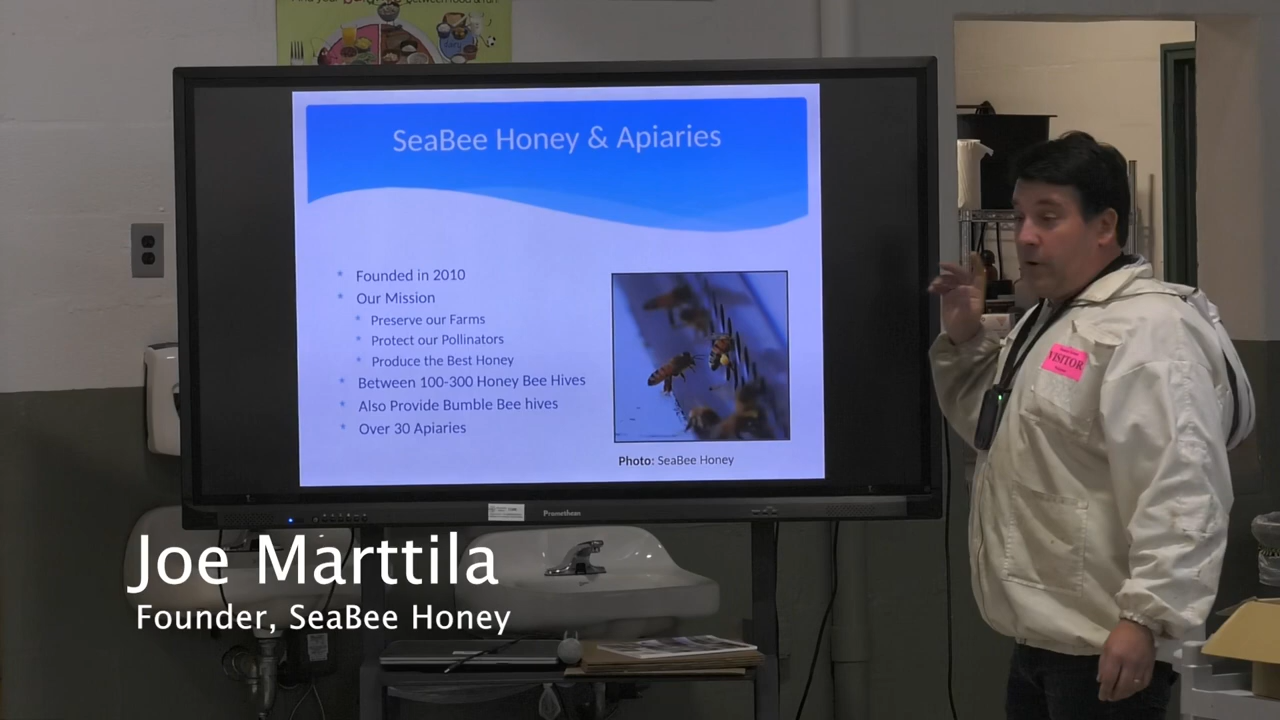 SeaBee Honey & Apiaries
Founded in 2010
Our Mission
Preserve our Farms
Protect our Pollinators
Produce the Best Honey
Between 100-300 Honey Bee Hives
Also Provide Bumble Bee hives
Over 30 Apiaries
Photo: SeaBee Honey
VISITOR
Promethean
Joe Marttila
Founder, SeaBee Honey